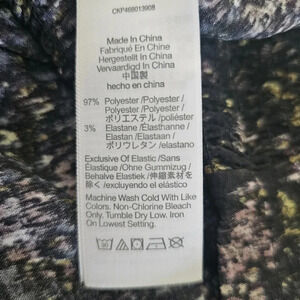 CKP469013908
Made In China
Fabriqué En Chine
Hergestellt In China
Vervaardigd In China
中国製
hecho en china
97% Polyester /Polyester /
Polyester /Polyester /
ポリエステル /poliéster
3% Elastane /Elasthanne /
Elastan /Elastaan /
ポリウレタン /elastano
Exclusive Of Elastic /Sans
Élastique /Ohne Gummizug /
Behalve Elastiek /伸縮素材を
除く /excluyendo el elástico
Machine Wash Cold With Like
Colors. Non-Chlorine Bleach
Only. Tumble Dry Low. Iron
On Lowest Setting.